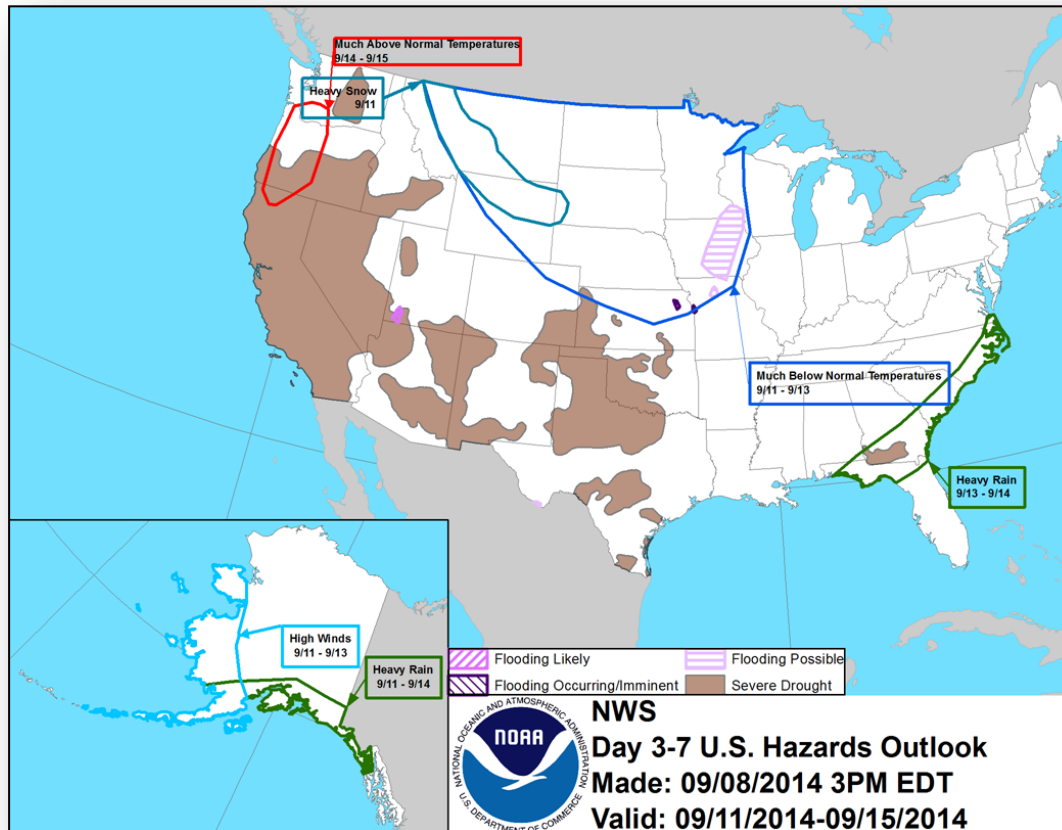 Much Above Normal Temperatures
9/14 - 9/15
Heavy Snow
9/11
Much Below Normal Temperatures
9/11 - 9/13
Heavy Rain
9/13 - 9/14
High Winds
9/11 - 9/13
Heavy Rain
9/11 - 9/14
Flooding Likely
Flooding Possible
Flooding Occurring/Imminent
Severe Drought
NATIONAL OCEANIC AND ATMOSPHERIC ADMINISTRATION
NOAA
U.S. DEPARTMENT OF COMMERCE
NWS
Day 3-7 U.S. Hazards Outlook
Made: 09/08/2014 3PM EDT
Valid: 09/11/2014-09/15/2014